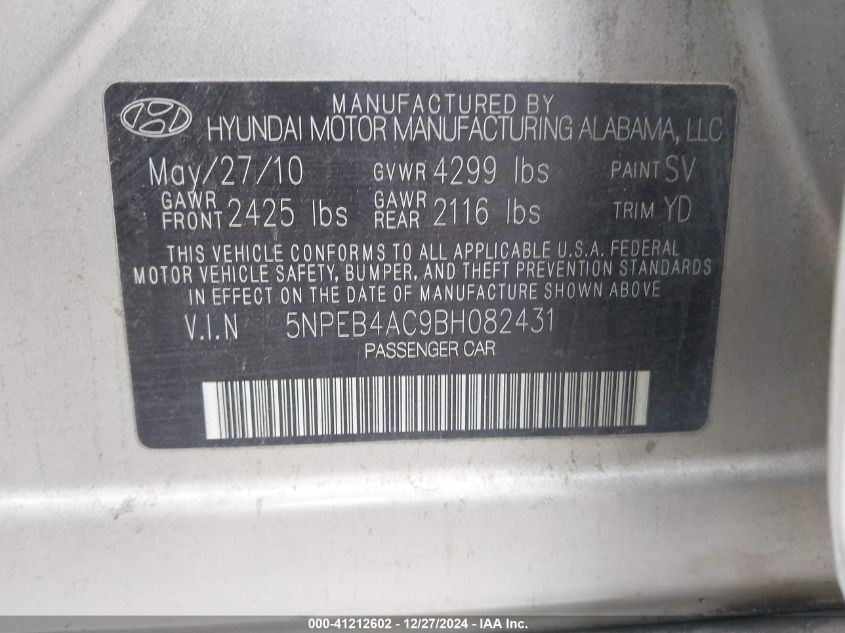 MANUFACTURED BY
HYUNDAI MOTOR MANUFACTURING ALABAMA, LLC
May/27/10 GVWR 4299 lbs PAINT SV
GAWR FRONT 2425 lbs GAWR REAR 2116 lbs TRIM YD
THIS VEHICLE CONFORMS TO ALL APPLICABLE U.S.A. FEDERAL
MOTOR VEHICLE SAFETY, BUMPER, AND THEFT PREVENTION STANDARDS
IN EFFECT ON THE DATE OF MANUFACTURE SHOWN ABOVE
V.I.N 5NPEB4AC9BH082431
PASSENGER CAR
000-41212602 - 12/27/2024 - IAA Inc.